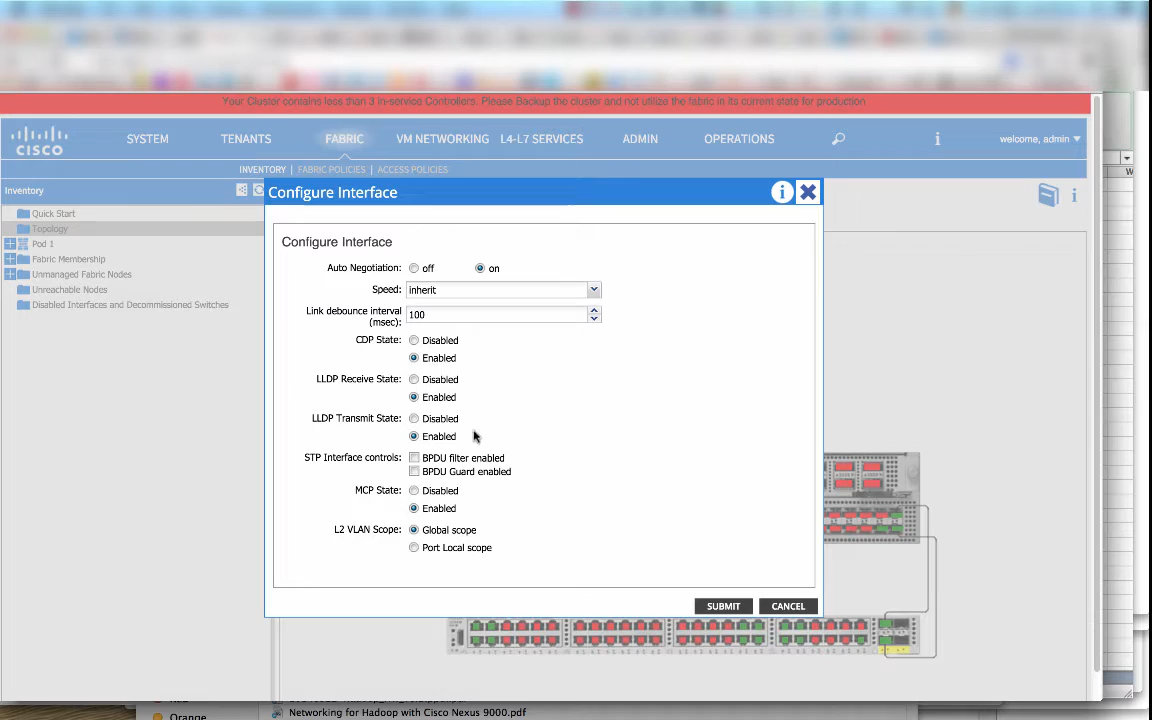 Your Cluster contains less than 3 in-service Controllers. Please Backup the cluster and not utilize the fabric in its current state for production.
CISCO SYSTEM TENANTS FABRIC VM NETWORKING L4-L7 SERVICES ADMIN OPERATIONS i welcome, admin
INVENTORY | FABRIC POLICIES | ACCESS POLICIES
Inventory
Quick Start
Topology
Pod 1
Fabric Membership
Unmanaged Fabric Nodes
Unreachable Nodes
Disabled Interfaces and Decommissioned Switches
Configure Interface
Configure Interface
Auto Negotiation: off on
Speed: inherit
Link debounce interval (msec): 100
CDP State: Disabled
Enabled
LLDP Receive State: Disabled
Enabled
LLDP Transmit State: Disabled
Enabled
STP Interface controls: BPDU filter enabled
BPDU Guard enabled
MCP State: Disabled
Enabled
L2 VLAN Scope: Global scope
Port Local scope
SUBMIT CANCEL
Orange
Networking for Hadoop with Cisco Nexus 9000.pdf